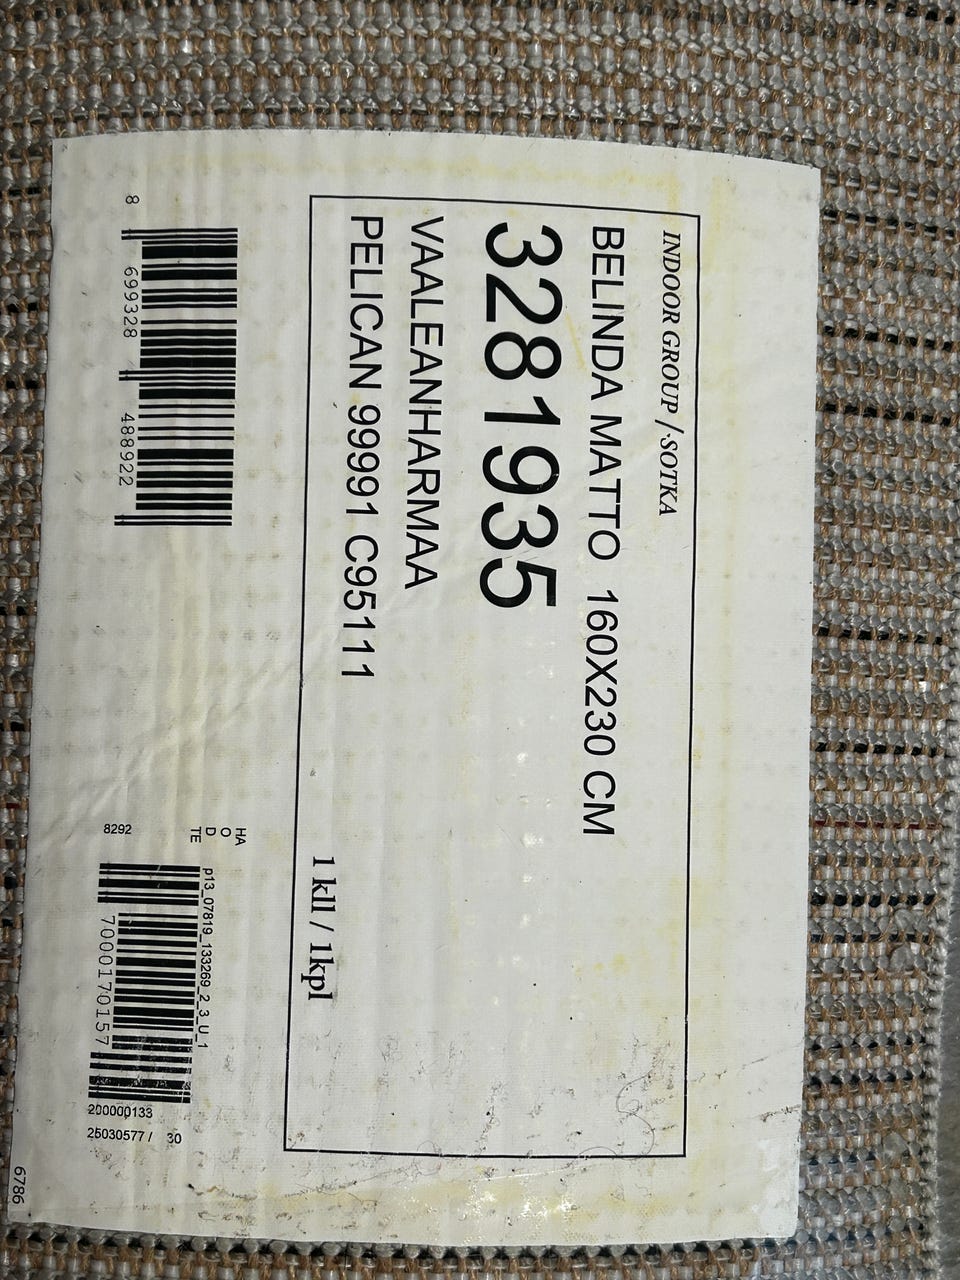 INDOOR GROUP / SOTKA
BELINDA MATTO 160X230 CM
3281935
VAALEANHARMAA
PELICAN 99991 C95111
1 kll / 1kpl
8 699328 488922
HA
O
D
TE
8292
p13_07819_133269_2_3_U_1
7000170157
200000133
25030577 / 30
6786